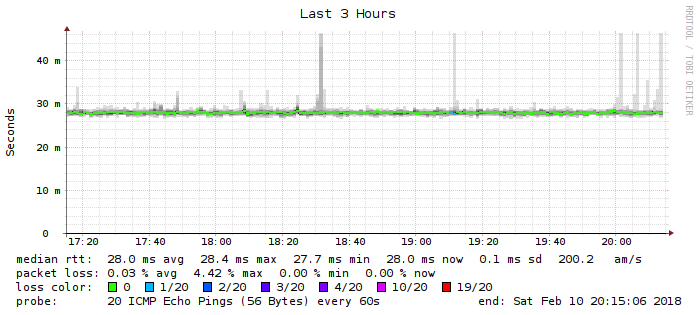 Last 3 Hours
RRDTOOL / TOBI OETIKER
Seconds
40 m
30 m
20 m
10 m
0
17:20 17:40 18:00 18:20 18:40 19:00 19:20 19:40 20:00
median rtt: 28.0 ms avg 28.4 ms max 27.7 ms min 28.0 ms now 0.1 ms sd 200.2 am/s
packet loss: 0.03 % avg 4.42 % max 0.00 % min 0.00 % now
loss color: 0 1/20 2/20 3/20 4/20 10/20 19/20
probe: 20 ICMP Echo Pings (56 Bytes) every 60s end: Sat Feb 10 20:15:06 2018